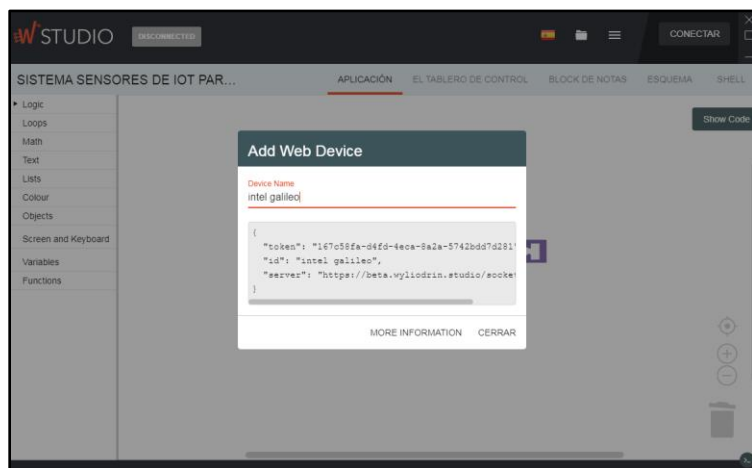 W STUDIO
DISCONNECTED
CONECTAR
SISTEMA SENSORES DE IOT PAR...
APLICACIÓN
EL TABLERO DE CONTROL
BLOCK DE NOTAS
ESQUEMA
SHELL
Logic
Loops
Math
Text
Lists
Colour
Objects
Screen and Keyboard
Variables
Functions
Show Code
Add Web Device
Device Name
intel galileo
{
"token": "167c58fa-d4fd-4eca-8a2a-5742bdd7d281"
"id": "intel galileo",
"server": "https://beta.wyliodrin.studio/socket
}
MORE INFORMATION
CERRAR